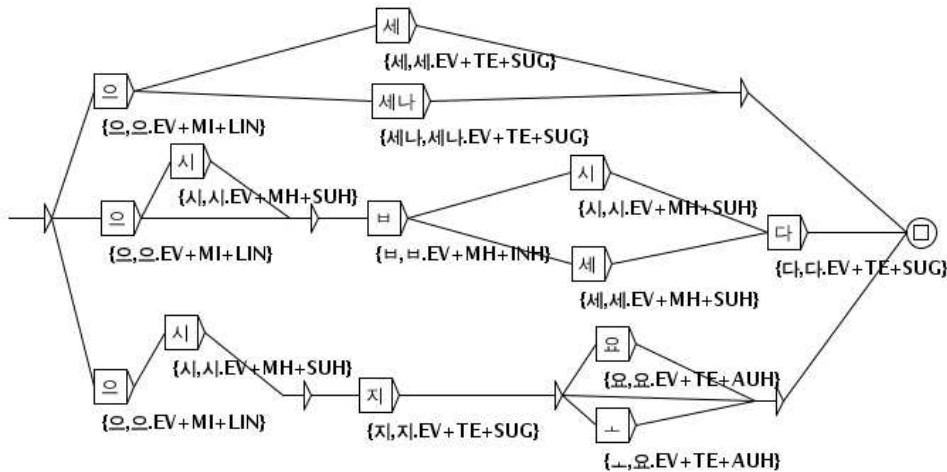 세
{세,세.EV+TE+SUG}
으
세나
{으,으.EV+MI+LIN}
{세나,세나.EV+TE+SUG}
시
시
{시,시.EV+MH+SUH}
{시,시.EV+MH+SUH}
으
ㅂ
다
{으,으.EV+MI+LIN}
{ㅂ,ㅂ.EV+MH+INH}
세
{다,다.EV+TE+SUG}
{세,세.EV+MH+SUH}
시
요
{시,시.EV+MH+SUH}
{요,요.EV+TE+AUH}
으
지
{으,으.EV+MI+LIN}
{지,지.EV+TE+SUG}
ㅗ
{ㅗ,요.EV+TE+AUH}